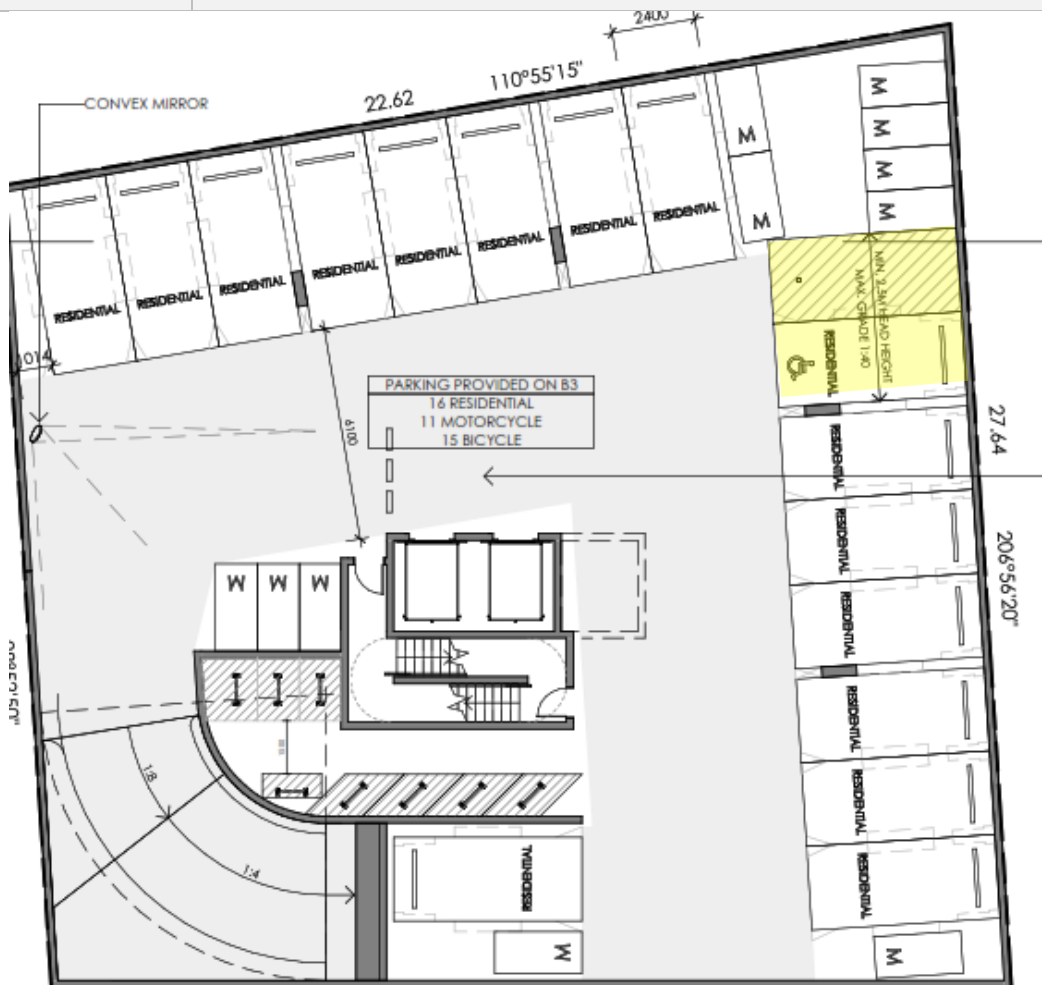 2400
110°55'15"
22.62
CONVEX MIRROR
M
M
M
M
M
M
RESIDENTIAL
RESIDENTIAL
RESIDENTIAL
RESIDENTIAL
RESIDENTIAL
RESIDENTIAL
RESIDENTIAL
RESIDENTIAL
MIN. 2.5M HEAD HEIGHT
MAX. GRADE 1:40
RESIDENTIAL
1014
PARKING PROVIDED ON B3
16 RESIDENTIAL
11 MOTORCYCLE
15 BICYCLE
6100
27.64
206°56'20"
RESIDENTIAL
RESIDENTIAL
RESIDENTIAL
RESIDENTIAL
RESIDENTIAL
RESIDENTIAL
M
M
M
1:8
1:4
RESIDENTIAL
M
M